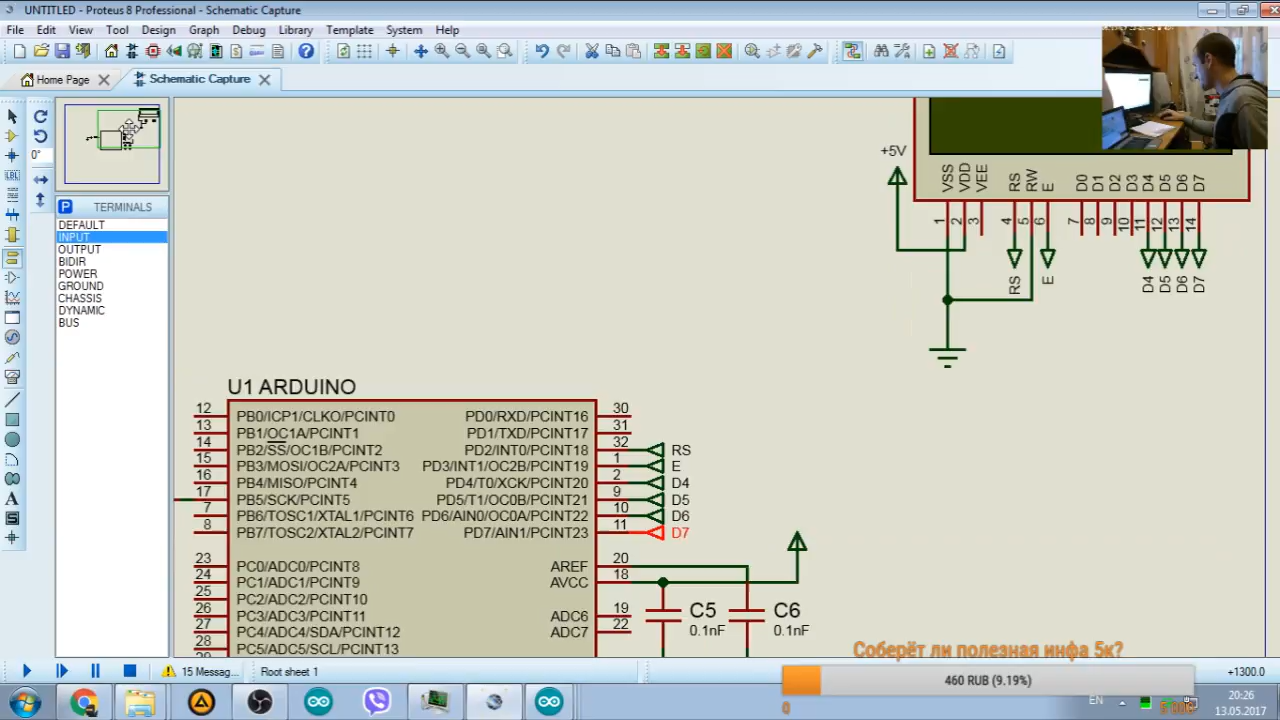 UNTITLED - Proteus 8 Professional - Schematic Capture
File Edit View Tool Design Graph Debug Library Template System Help
Home Page
Schematic Capture
0°
P TERMINALS
DEFAULT
INPUT
OUTPUT
BIDIR
POWER
GROUND
CHASSIS
DYNAMIC
BUS
+5V
VSS VDD VEE RS RW E D0 D1 D2 D3 D4 D5 D6 D7
1 2 3 4 5 6 7 8 9 10 11 12 13 14
RS E D4 D5 D6 D7
U1 ARDUINO
12 PB0/ICP1/CLKO/PCINT0 PD0/RXD/PCINT16 30
13 PB1/OC1A/PCINT1 PD1/TXD/PCINT17 31
14 PB2/SS/OC1B/PCINT2 PD2/INT0/PCINT18 32 RS
15 PB3/MOSI/OC2A/PCINT3 PD3/INT1/OC2B/PCINT19 1 E
16 PB4/MISO/PCINT4 PD4/T0/XCK/PCINT20 2 D4
17 PB5/SCK/PCINT5 PD5/T1/OC0B/PCINT21 9 D5
7 PB6/TOSC1/XTAL1/PCINT6 PD6/AIN0/OC0A/PCINT22 10 D6
8 PB7/TOSC2/XTAL2/PCINT7 PD7/AIN1/PCINT23 11 D7
23 PC0/ADC0/PCINT8 AREF 20
24 PC1/ADC1/PCINT9 AVCC 18
25 PC2/ADC2/PCINT10
26 PC3/ADC3/PCINT11 ADC6 19
27 PC4/ADC4/SDA/PCINT12 ADC7 22
28 PC5/ADC5/SCL/PCINT13
C5
0.1nF
C6
0.1nF
Соберёт ли полезная инфа 5к?
460 RUB (9.19%)
0
15 Messag...
Root sheet 1
+1300.0
EN
20:26
13.05.2017